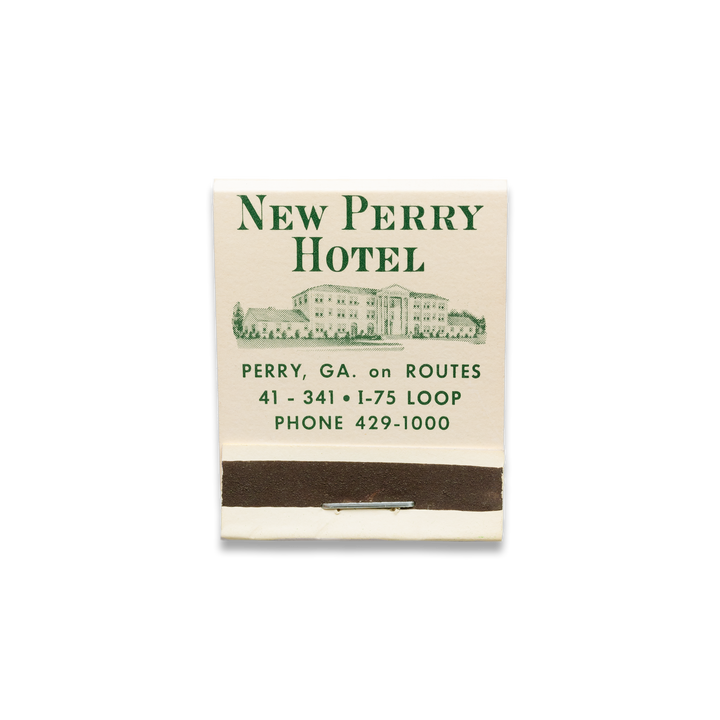 NEW PERRY
HOTEL
PERRY, GA. on ROUTES
41 - 341 • I-75 LOOP
PHONE 429-1000